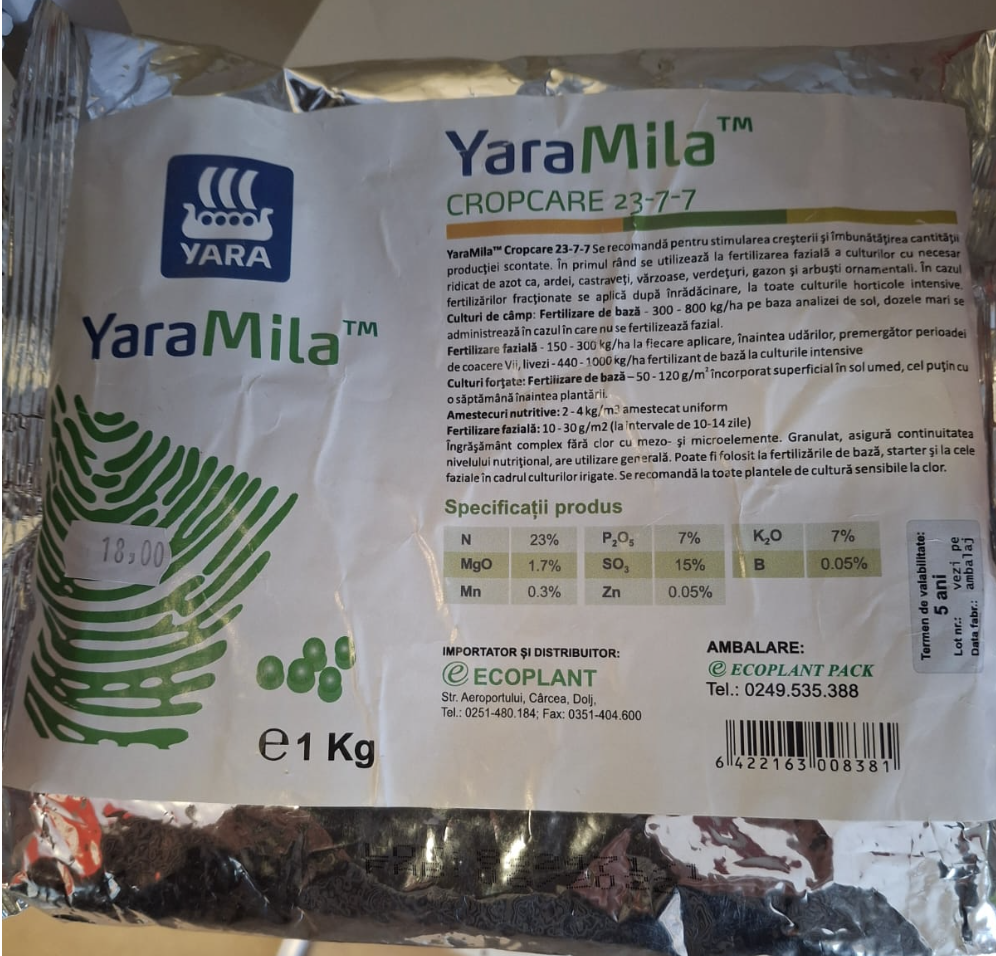 YARA
YaraMila™
18,00
e1 Kg
YaraMila™
CROPCARE 23-7-7
YaraMila™ Cropcare 23-7-7 Se recomandă pentru stimularea creșterii și îmbunătățirea cantității
producției scontate. În primul rând se utilizează la fertilizarea fazială a culturilor cu necesar
ridicat de azot ca, ardei, castraveți, vărzoase, verdețuri, gazon și arbuști ornamentali. În cazul
fertilizărilor fracționate se aplică după înrădăcinare, la toate culturile horticole intensive.
Culturi de câmp: Fertilizare de bază - 300 - 800 kg/ha pe baza analizei de sol, dozele mari se
administrează în cazul în care nu se fertilizează fazial.
Fertilizare fazială - 150 - 300 kg/ha la fiecare aplicare, înaintea udărilor, premergător perioadei
de coacere Vii, livezi - 440 - 1000 kg/ha fertilizant de bază la culturile intensive
Culturi forțate: Fertilizare de bază – 50 - 120 g/m² încorporat superficial în sol umed, cel puțin cu
o săptămână înaintea plantării.
Amestecuri nutritive: 2 - 4 kg/m3 amestecat uniform
Fertilizare fazială: 10 - 30 g/m2 (la intervale de 10-14 zile)
Îngrășământ complex fără clor cu mezo- și microelemente. Granulat, asigură continuitatea
nivelului nutrițional, are utilizare generală. Poate fi folosit la fertilizările de bază, starter și la cele
faziale în cadrul culturilor irigate. Se recomandă la toate plantele de cultură sensibile la clor.
Specificații produs
N 23% P₂O₅ 7% K₂O 7%
MgO 1.7% SO₃ 15% B 0.05%
Mn 0.3% Zn 0.05%
Termen de valabilitate:
5 ani
Lot nr.: vezi pe
Data fabr.: ambalaj
IMPORTATOR ȘI DISTRIBUITOR:
e ECOPLANT
Str. Aeroportului, Cârcea, Dolj,
Tel.: 0251-480.184; Fax: 0351-404.600
AMBALARE:
e ECOPLANT PACK
Tel.: 0249.535.388
6 422163 008381